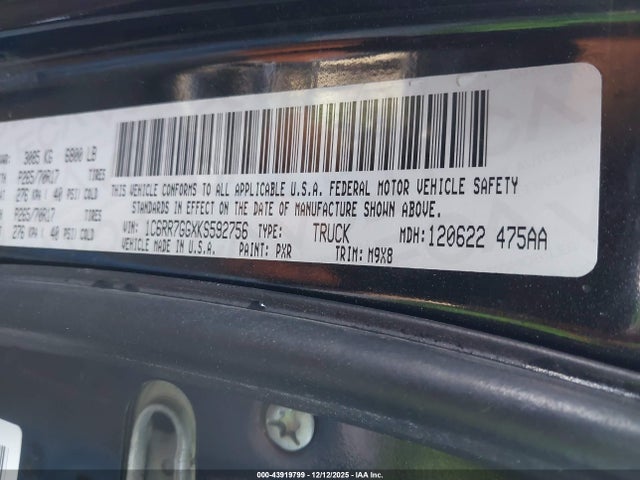 3085 KG 6800 LB
P265/70R17 TIRES
276 KPA ( 40 PSI) COLD
P265/70R17 TIRES
276 KPA ( 40 PSI) COLD
THIS VEHICLE CONFORMS TO ALL APPLICABLE U.S.A. FEDERAL MOTOR VEHICLE SAFETY
STANDARDS IN EFFECT ON THE DATE OF MANUFACTURE SHOWN ABOVE.
VIN: 1C6RR7GSXKS592756 TYPE: TRUCK MDH: 120622 475AA
VEHICLE MADE IN U.S.A. PAINT: PXR TRIM: M9X8
000-43919799 - 12/12/2025 - IAA Inc.